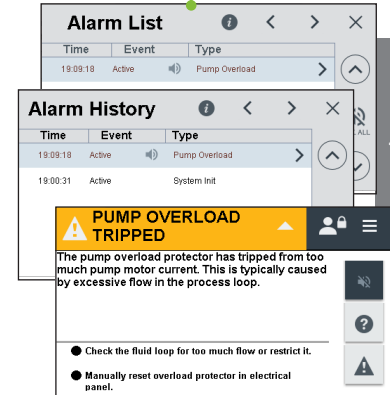 Alarm List
Time Event Type
19:09:18 Active Pump Overload
ALL
Alarm History
Time Event Type
19:09:18 Active Pump Overload
19:00:31 Active System Init
PUMP OVERLOAD
TRIPPED
The pump overload protector has tripped from too
much pump motor current. This is typically caused
by excessive flow in the process loop.
Check the fluid loop for too much flow or restrict it.
Manually reset overload protector in electrical
panel.